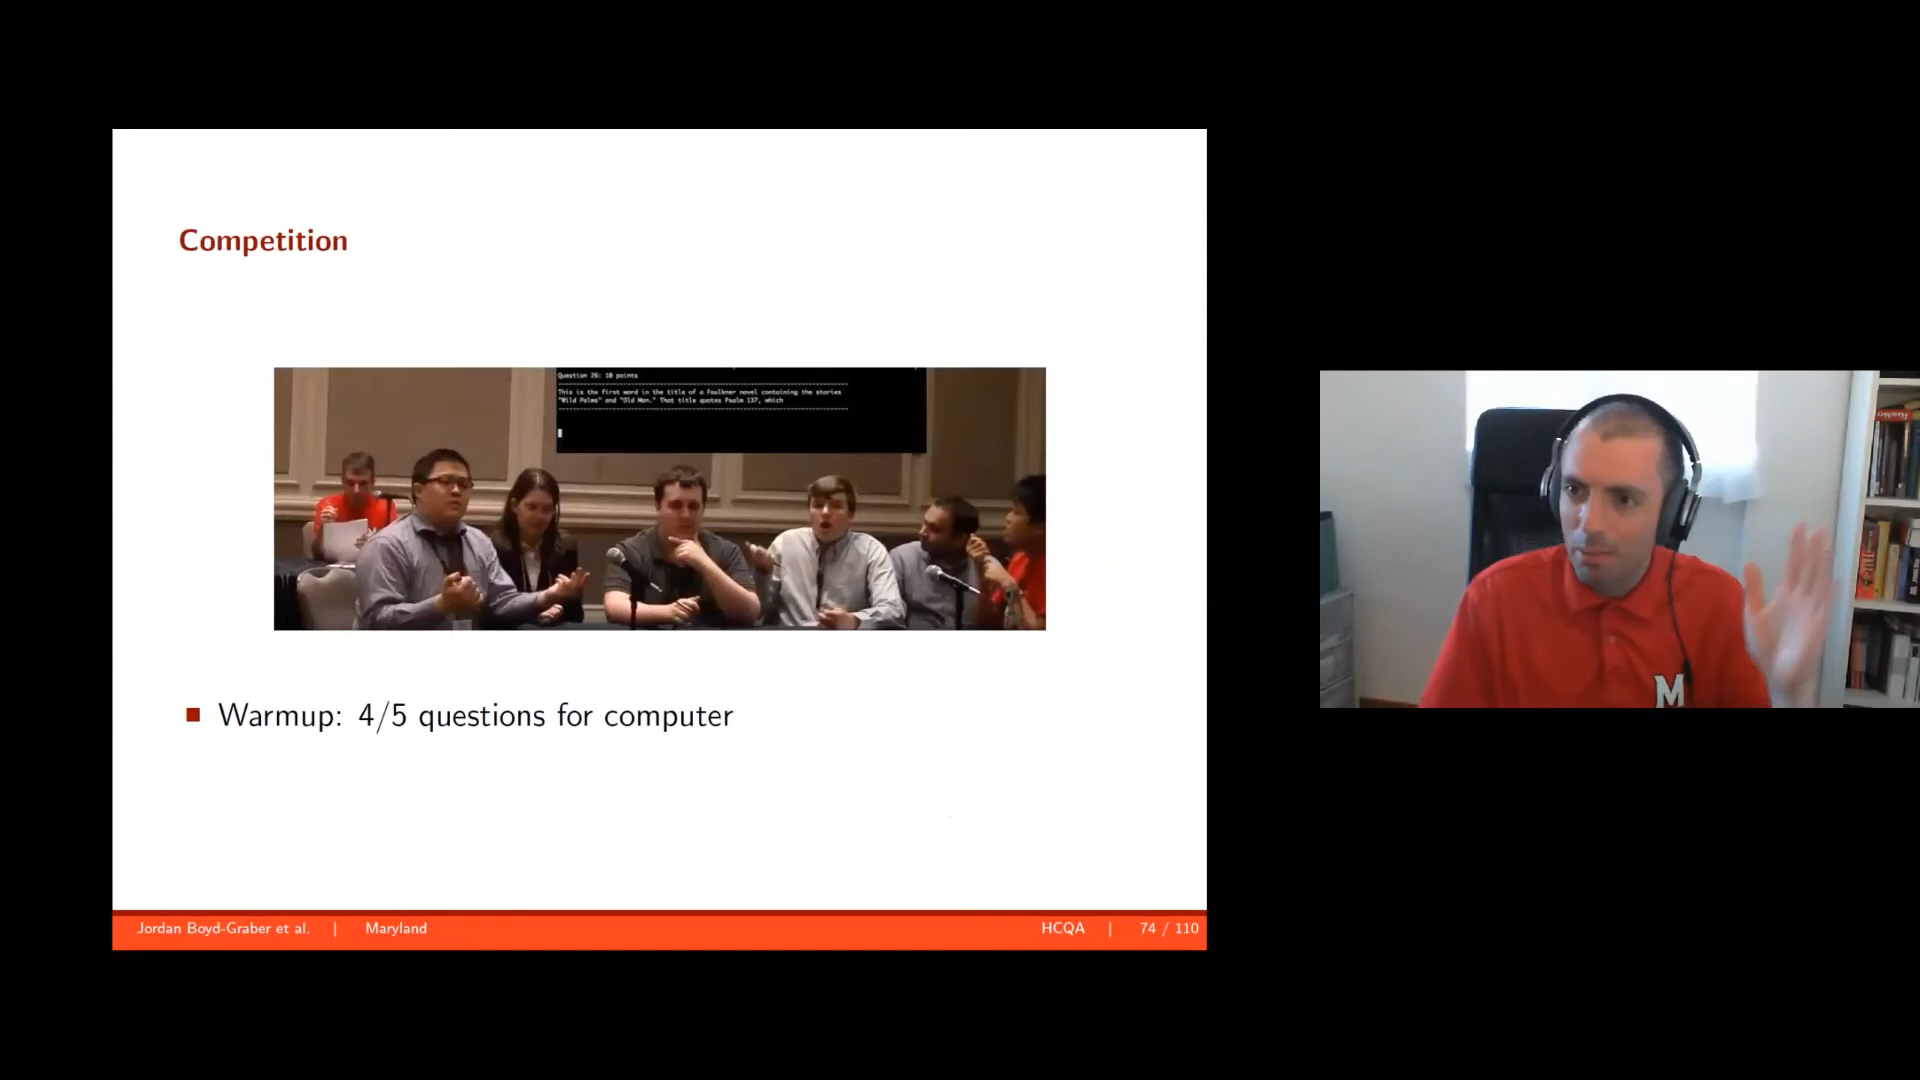 Competition
Question 26: 10 points
This is the first word in the title of a Faulkner novel containing the stories
"Wild Palms" and "Old Man." That title quotes Psalm 137, which
Warmup: 4/5 questions for computer
M
Jordan Boyd-Graber et al. | Maryland
HCQA | 74 / 110